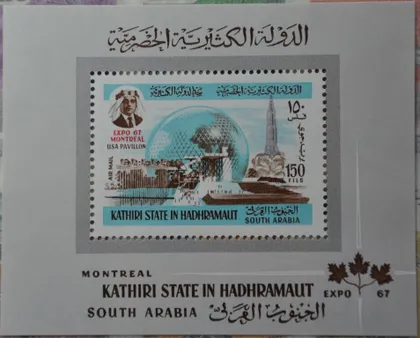 الدولة الكثيرية الحضرمية
الدولة الكثيرية الحضرمية
EXPO 67
MONTREAL
USA PAVILLON
١٥٠
فلس
AIR MAIL
150
FILS
KATHIRI STATE IN HADHRAMAUT
الجنوب العربي
SOUTH ARABIA
MONTREAL
KATHIRI STATE IN HADHRAMAUT
EXPO 67
SOUTH ARABIA الجنوب العربي